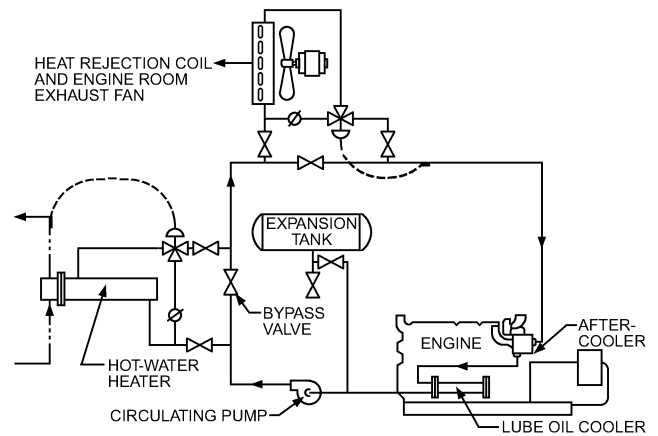 HEAT REJECTION COIL
AND ENGINE ROOM
EXHAUST FAN
EXPANSION
TANK
BYPASS
VALVE
ENGINE
AFTER-
COOLER
HOT-WATER
HEATER
CIRCULATING PUMP
LUBE OIL COOLER